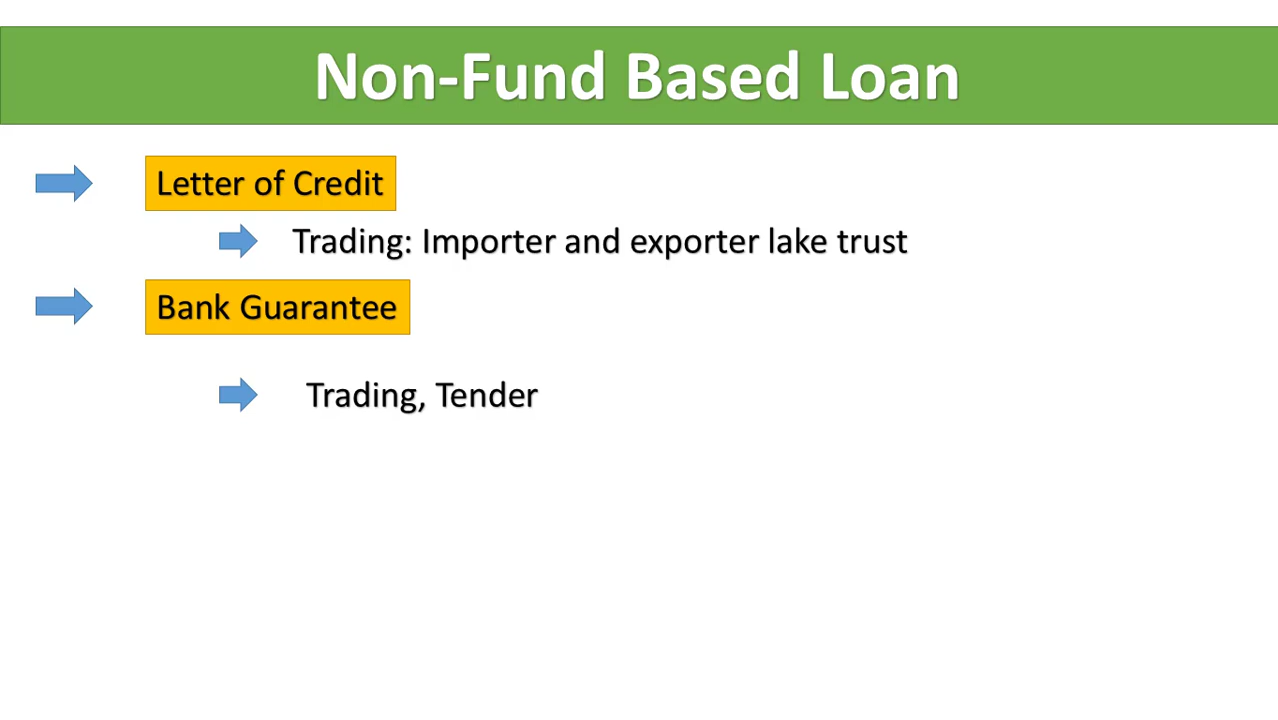 Non-Fund Based Loan
Letter of Credit
Trading: Importer and exporter lake trust
Bank Guarantee
Trading, Tender